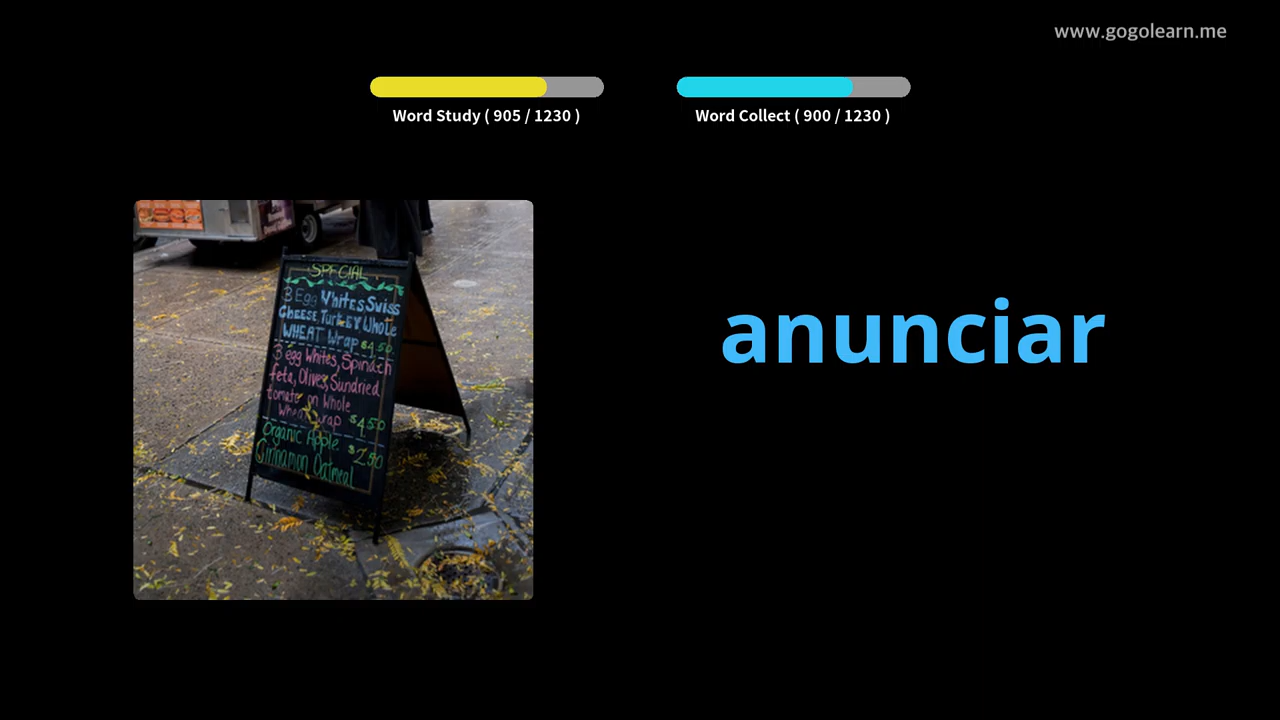 www.gogolearn.me
Word Study ( 905 / 1230 )
Word Collect ( 900 / 1230 )
SPECIAL
3 Egg Whites, Swiss
Cheese, Turkey Whole
WHEAT Wrap $4.50
3 egg Whites, Spinach
feta, Olives, Sundried
tomato on Whole
Wheat Wrap $4.50
Organic Apple
Cinnamon Oatmeal $2.50
anunciar